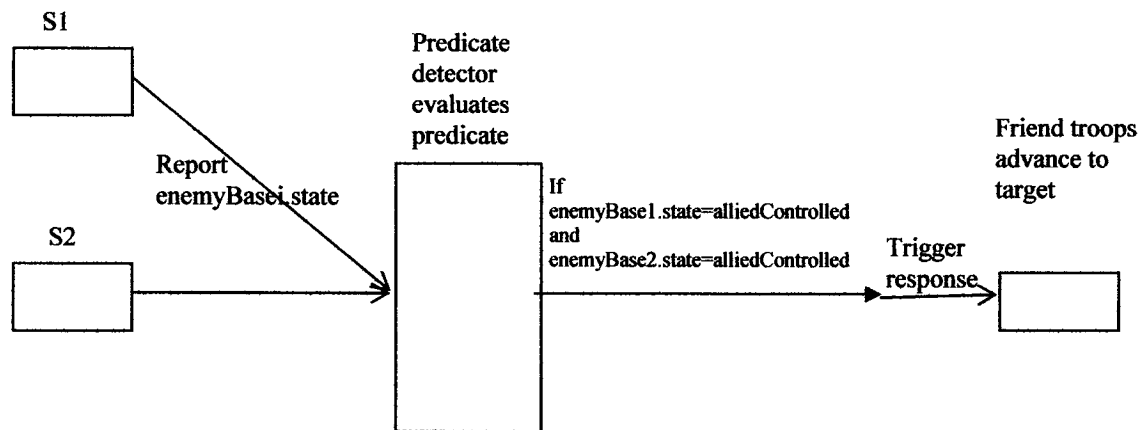 S1
Predicate
detector
evaluates
predicate
Friend troops
advance to
target
Report
enemyBasei.state
If
enemyBase1.state=alliedControlled
and
enemyBase2.state=alliedControlled
S2
Trigger
response